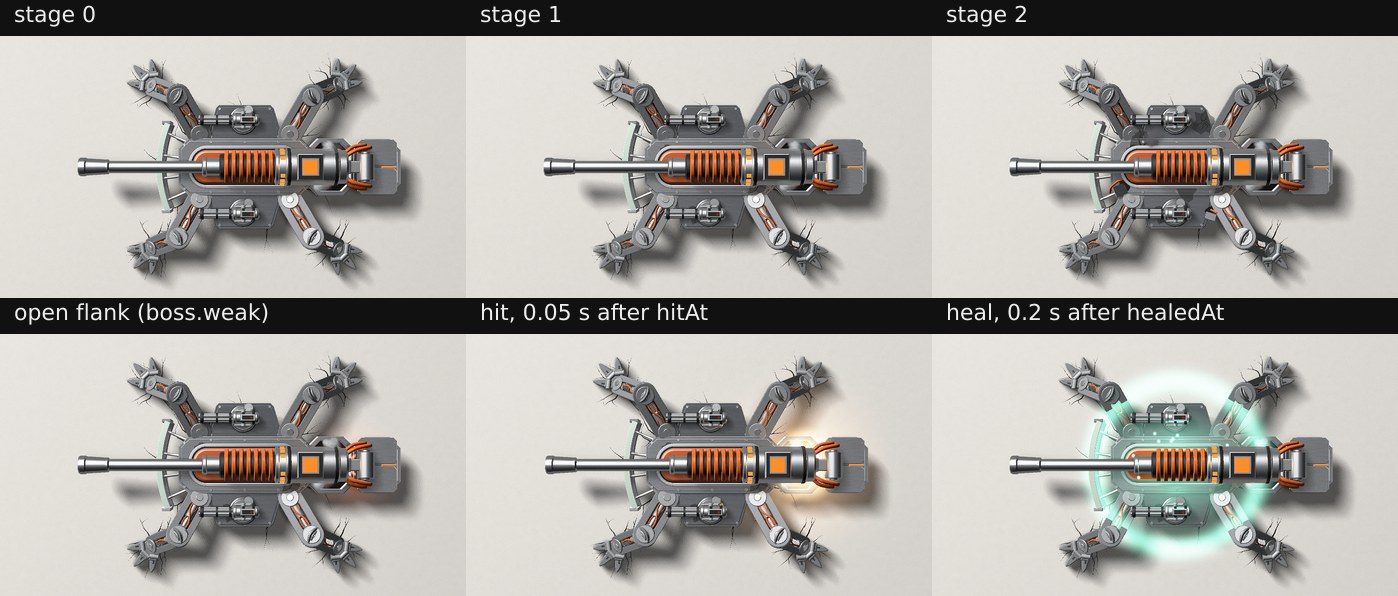 stage 0
stage 1
stage 2
open flank (boss.weak)
hit, 0.05 s after hitAt
heal, 0.2 s after healedAt